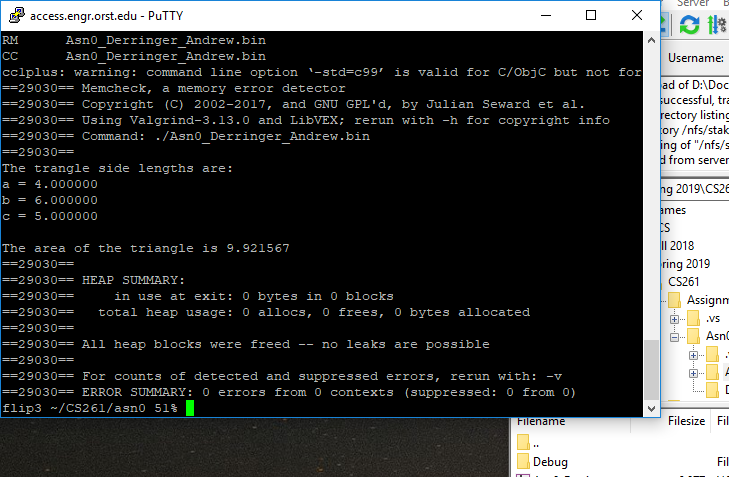 access.engr.orst.edu - PuTTY
RM      Asn0_Derringer_Andrew.bin
CC      Asn0_Derringer_Andrew.bin
cc1plus: warning: command line option ‘-std=c99’ is valid for C/ObjC but not for
==29030== Memcheck, a memory error detector
==29030== Copyright (C) 2002-2017, and GNU GPL'd, by Julian Seward et al.
==29030== Using Valgrind-3.13.0 and LibVEX; rerun with -h for copyright info
==29030== Command: ./Asn0_Derringer_Andrew.bin
==29030==
The trangle side lengths are:
a = 4.000000
b = 6.000000
c = 5.000000
The area of the triangle is 9.921567
==29030==
==29030== HEAP SUMMARY:
==29030==     in use at exit: 0 bytes in 0 blocks
==29030==   total heap usage: 0 allocs, 0 frees, 0 bytes allocated
==29030==
==29030== All heap blocks were freed -- no leaks are possible
==29030==
==29030== For counts of detected and suppressed errors, rerun with: -v
==29030== ERROR SUMMARY: 0 errors from 0 contexts (suppressed: 0 from 0)
flip3 ~/CS261/asn0 51%
Server
Username:
ad of D:\Doc
successful, tra
irectory listing
tory /nfs/stak
ing of "/nfs/s
d from server
ng 2019\CS26
ames
CS
ll 2018
ring 2019
CS261
Assignm
.vs
Asn0
Filename Filesize
..
Debug Fil